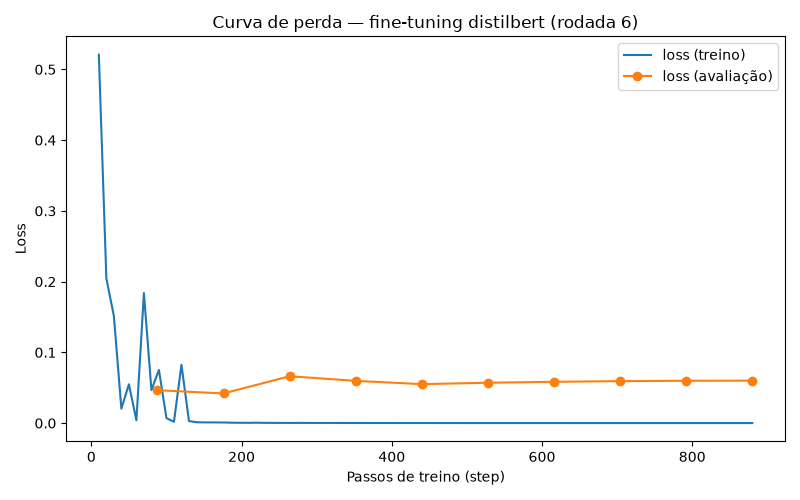 Curva de perda — fine-tuning distilbert (rodada 6)
loss (treino)
loss (avaliação)
Loss
0.5
0.4
0.3
0.2
0.1
0.0
0 200 400 600 800
Passos de treino (step)